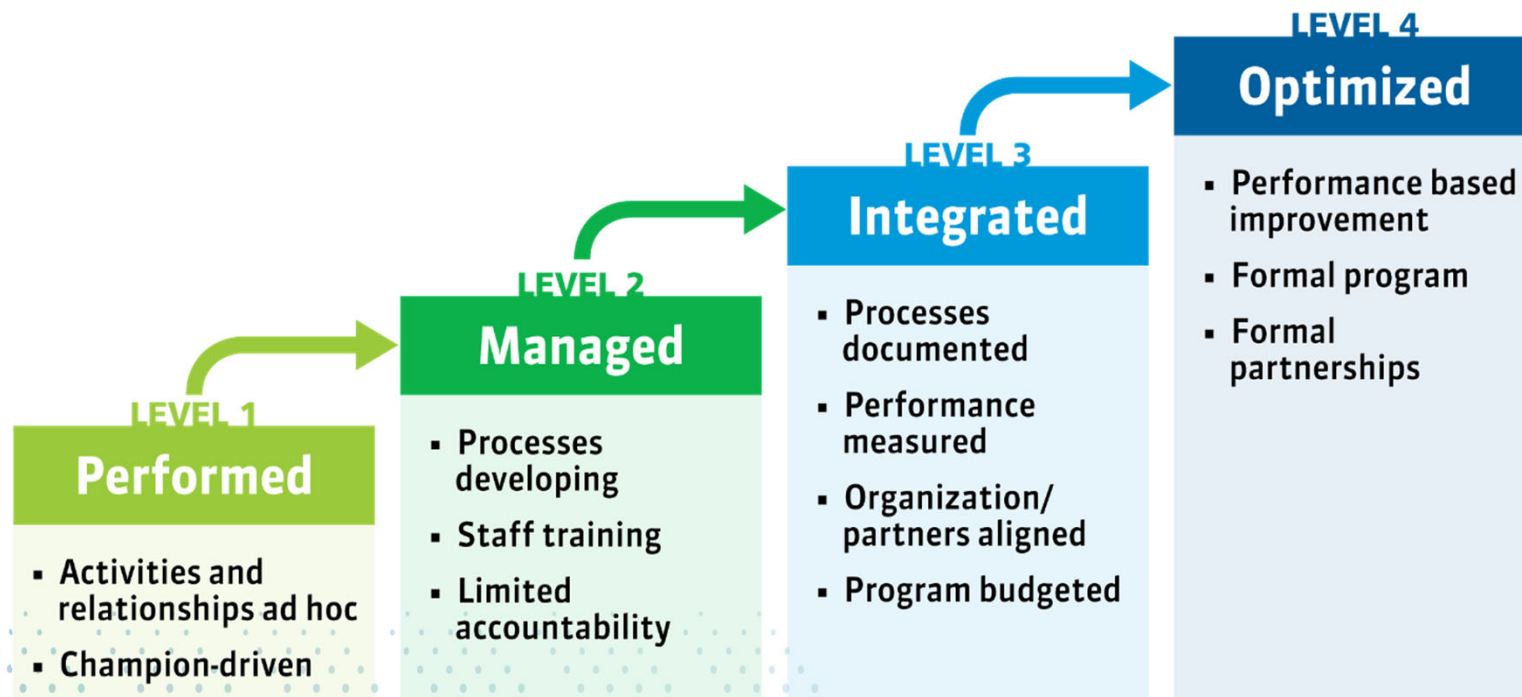 LEVEL 1
Performed
▪ Activities and
relationships ad hoc
▪ Champion-driven
LEVEL 2
Managed
▪ Processes
developing
▪ Staff training
▪ Limited
accountability
LEVEL 3
Integrated
▪ Processes
documented
▪ Performance
measured
▪ Organization/
partners aligned
▪ Program budgeted
LEVEL 4
Optimized
▪ Performance based
improvement
▪ Formal program
▪ Formal
partnerships